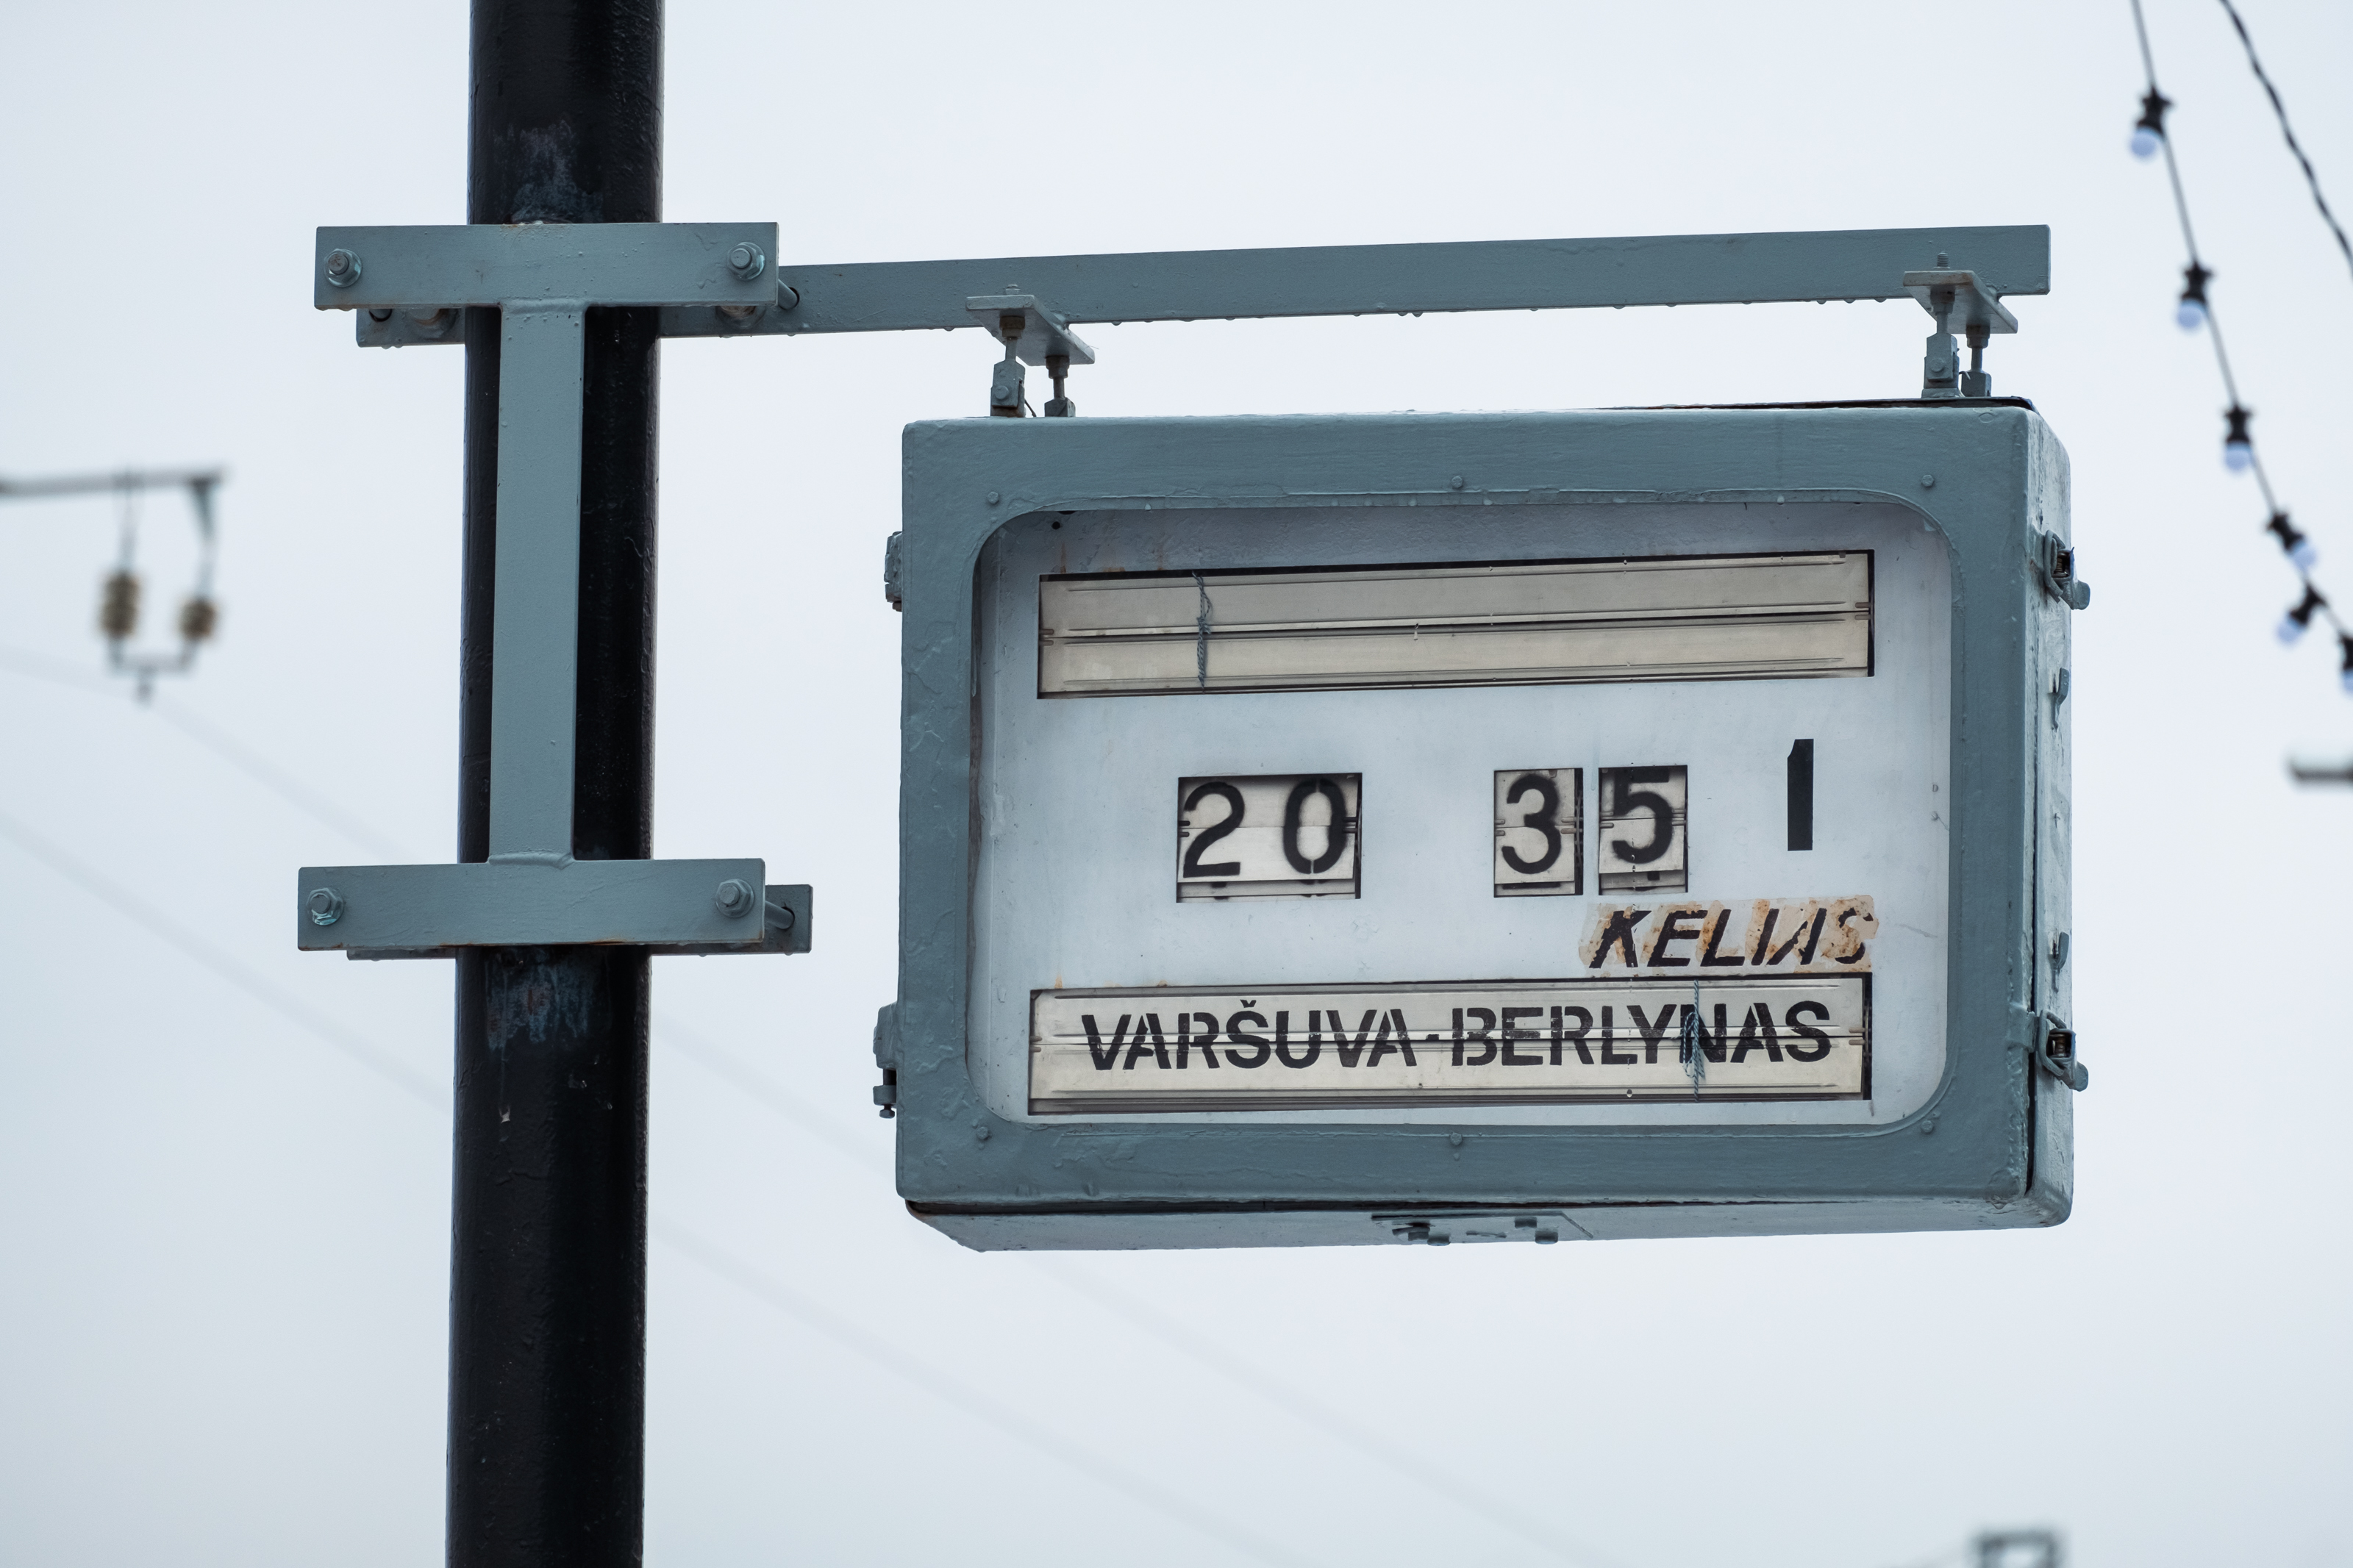 20 35 1
KELIAS
VARŠUVA-BERLYNAS